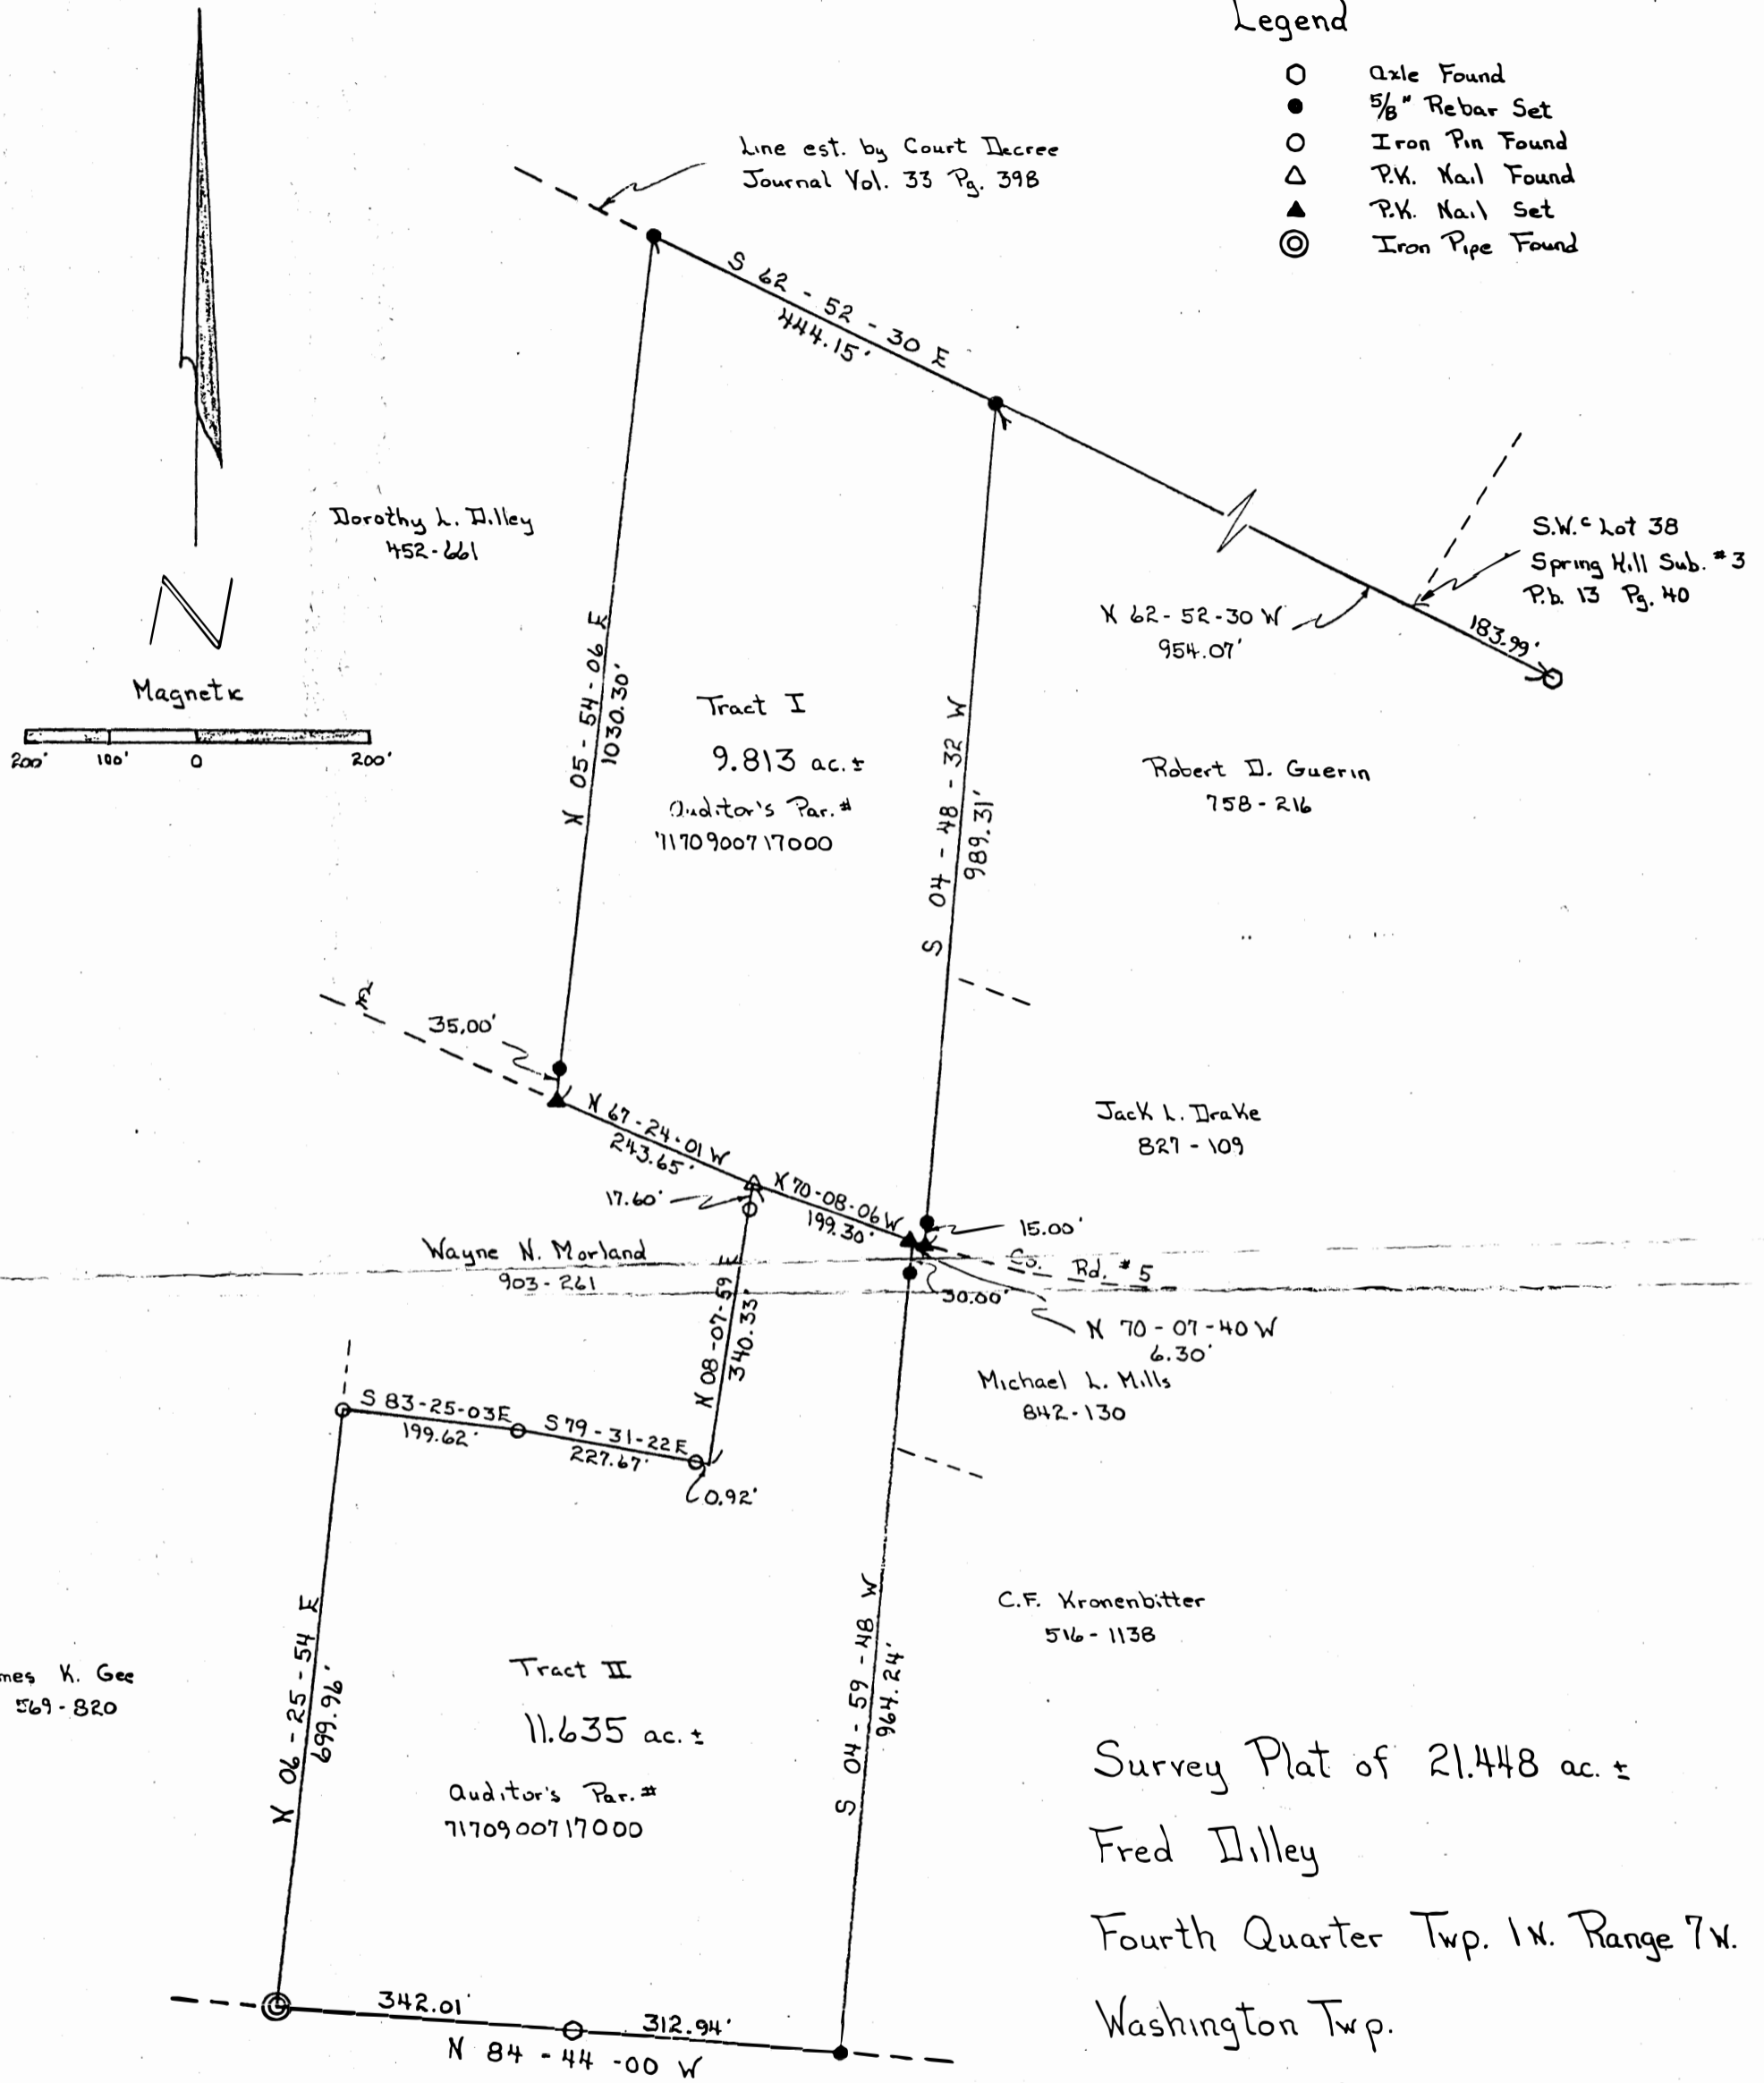 Legend
Axle Found
5/8" Rebar Set
Iron Pin Found
P.K. Nail Found
P.K. Nail Set
Iron Pipe Found
Line est. by Court Decree
Journal Vol. 33 Pg. 398
S 62 - 52 - 30 E
444.15'
Dorothy L. Dilley
452-661
S.W.c Lot 38
Spring Hill Sub. #3
P.b. 13 Pg. 40
N 62-52-30 W
954.07'
183.99'
N
Magnetic
200' 100' 0 200'
N 05 - 54 - 06 E
1030.30'
Tract I
9.813 ac.±
Auditor's Par.#
7170900717000
S 04 - 48 - 32 W
989.31'
Robert D. Guerin
758-216
35.00'
N 67-24-01 W
243.65'
Jack L. Drake
827-109
17.60'
N 70-08-06 W
199.30'
15.00'
Wayne N. Morland
903-261
Co. Rd. #5
30.00'
N 70-07-40 W
6.30'
N 08-07-59 E
340.33'
Michael L. Mills
842-130
S 83-25-03E
199.62'
S 79-31-22E
227.67'
0.92'
C.F. Kronenbitter
516-1138
N 06-25-54 E
699.96'
mes K. Gee
569-820
Tract II
11.635 ac.±
Auditor's Par.#
7170900717000
S 04-59-48 W
964.24'
Survey Plat of 21.448 ac. ±
Fred Dilley
Fourth Quarter Twp. 1N. Range 7W.
Washington Twp.
342.01'
312.94'
N 84-44-00 W